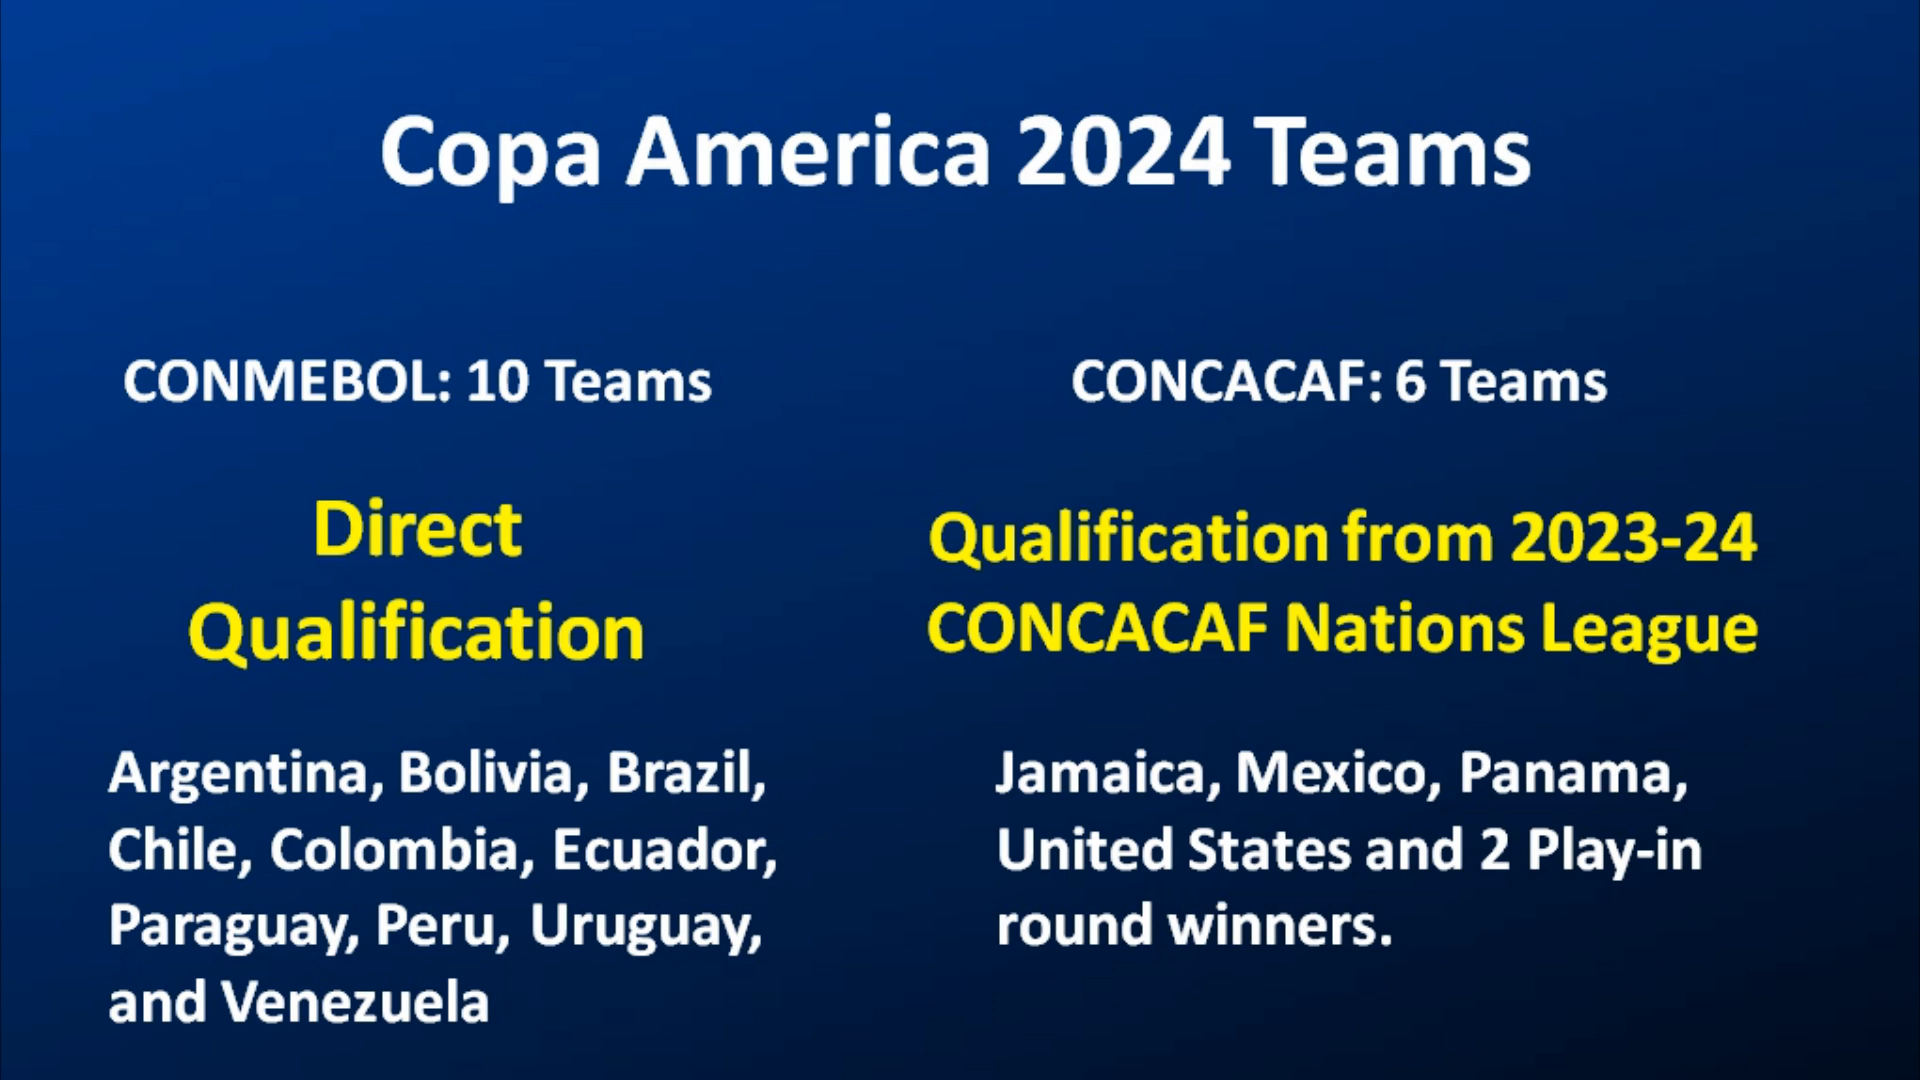 Copa America 2024 Teams
CONMEBOL: 10 Teams
Direct
Qualification
Argentina, Bolivia, Brazil,
Chile, Colombia, Ecuador,
Paraguay, Peru, Uruguay,
and Venezuela
CONCACAF: 6 Teams
Qualification from 2023-24
CONCACAF Nations League
Jamaica, Mexico, Panama,
United States and 2 Play-in
round winners.